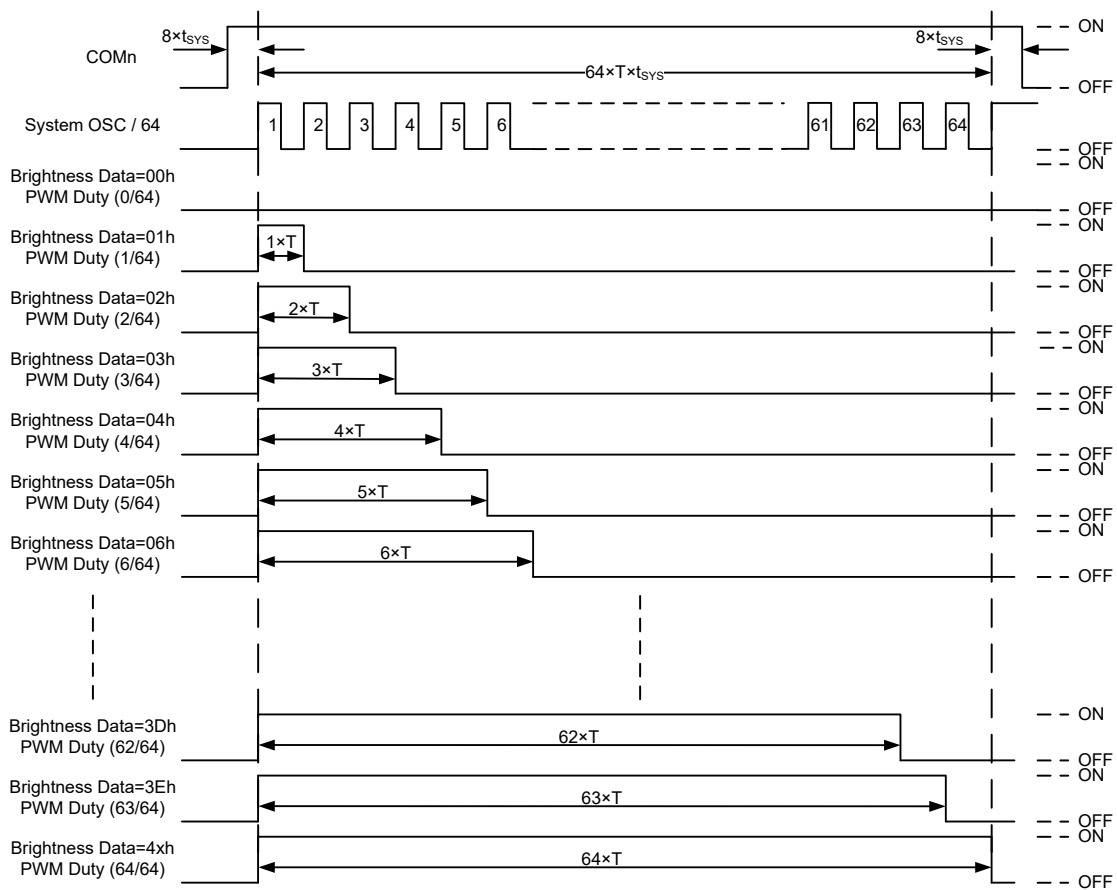 ON
8×tSYS
8×tSYS
COMn
64×T×tSYS
OFF
System OSC / 64
1 2 3 4 5 6 61 62 63 64
OFF
ON
Brightness Data=00h
PWM Duty (0/64)
OFF
ON
Brightness Data=01h
PWM Duty (1/64)
1×T
OFF
ON
Brightness Data=02h
PWM Duty (2/64)
2×T
OFF
ON
Brightness Data=03h
PWM Duty (3/64)
3×T
OFF
ON
Brightness Data=04h
PWM Duty (4/64)
4×T
OFF
ON
Brightness Data=05h
PWM Duty (5/64)
5×T
OFF
ON
Brightness Data=06h
PWM Duty (6/64)
6×T
OFF
ON
Brightness Data=3Dh
PWM Duty (62/64)
62×T
OFF
ON
Brightness Data=3Eh
PWM Duty (63/64)
63×T
OFF
ON
Brightness Data=4xh
PWM Duty (64/64)
64×T
OFF